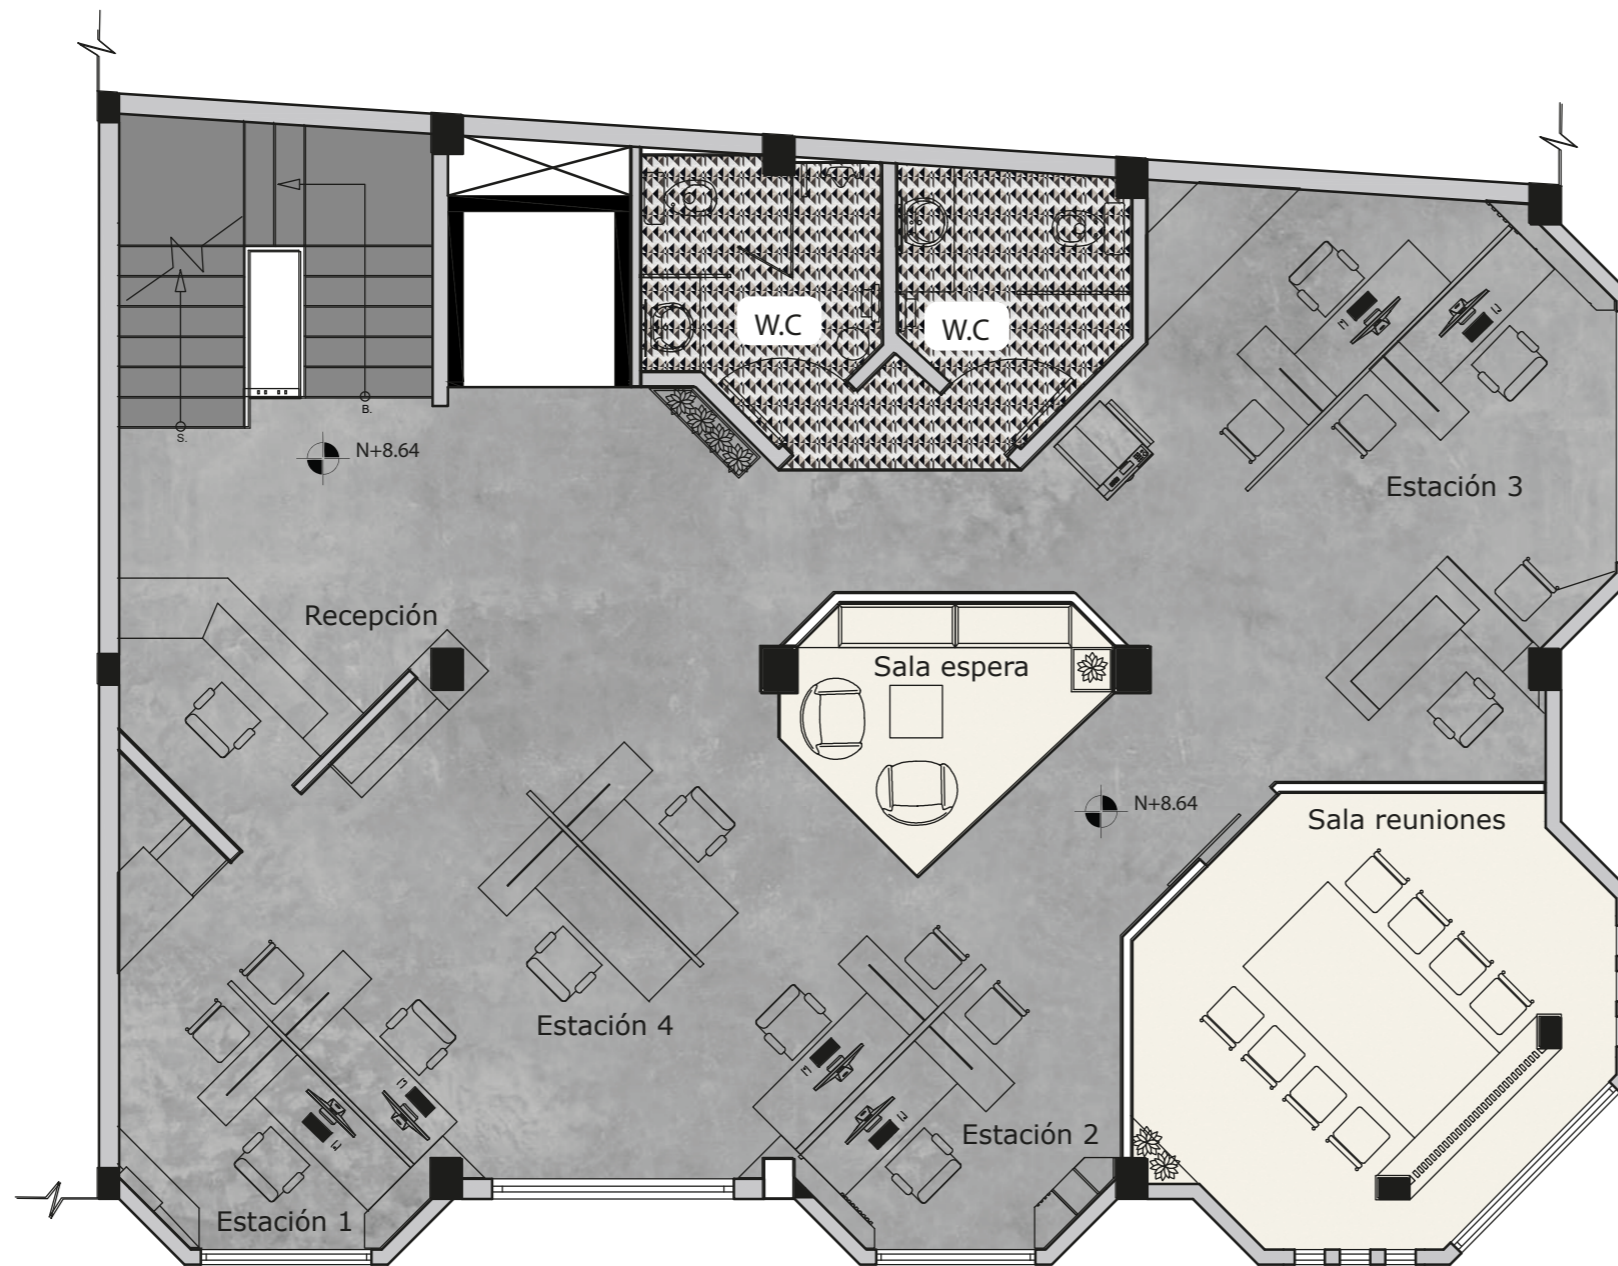 W.C
W.C
B.
S.
N+8.64
Estación 3
Recepción
Sala espera
N+8.64
Sala reuniones
Estación 4
Estación 2
Estación 1